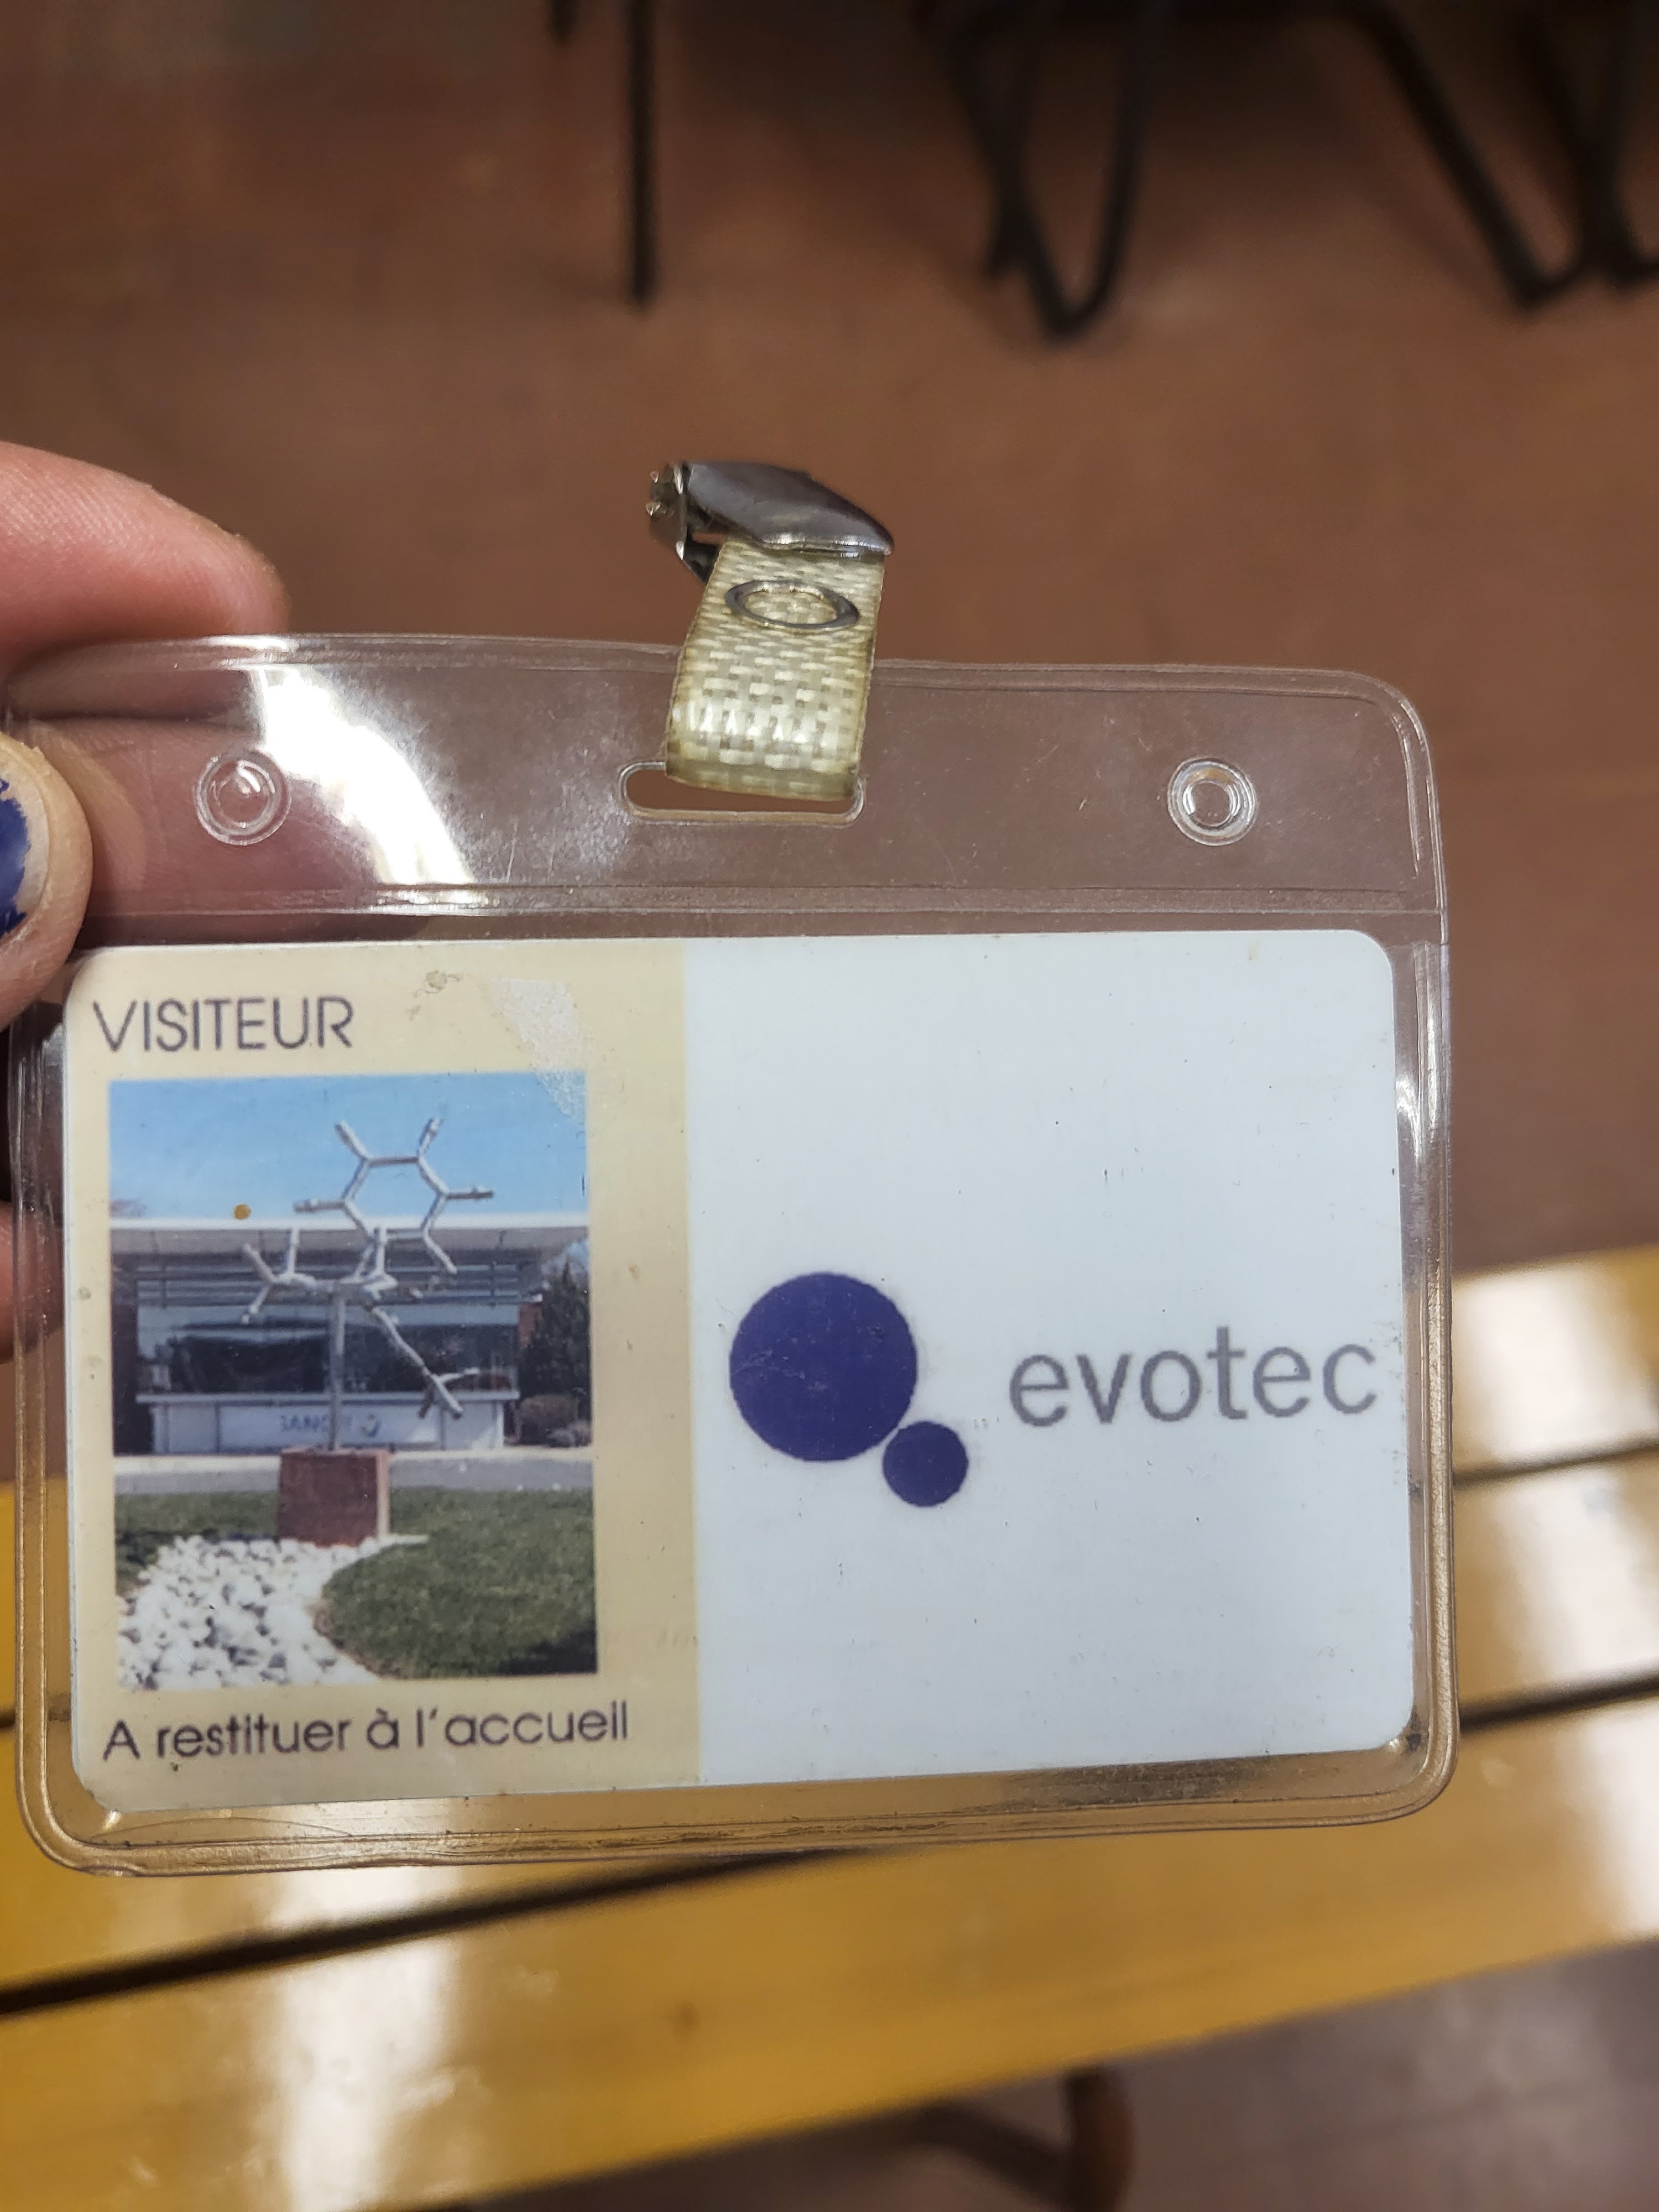 VISITEUR
evotec
A restituer à l'accueil